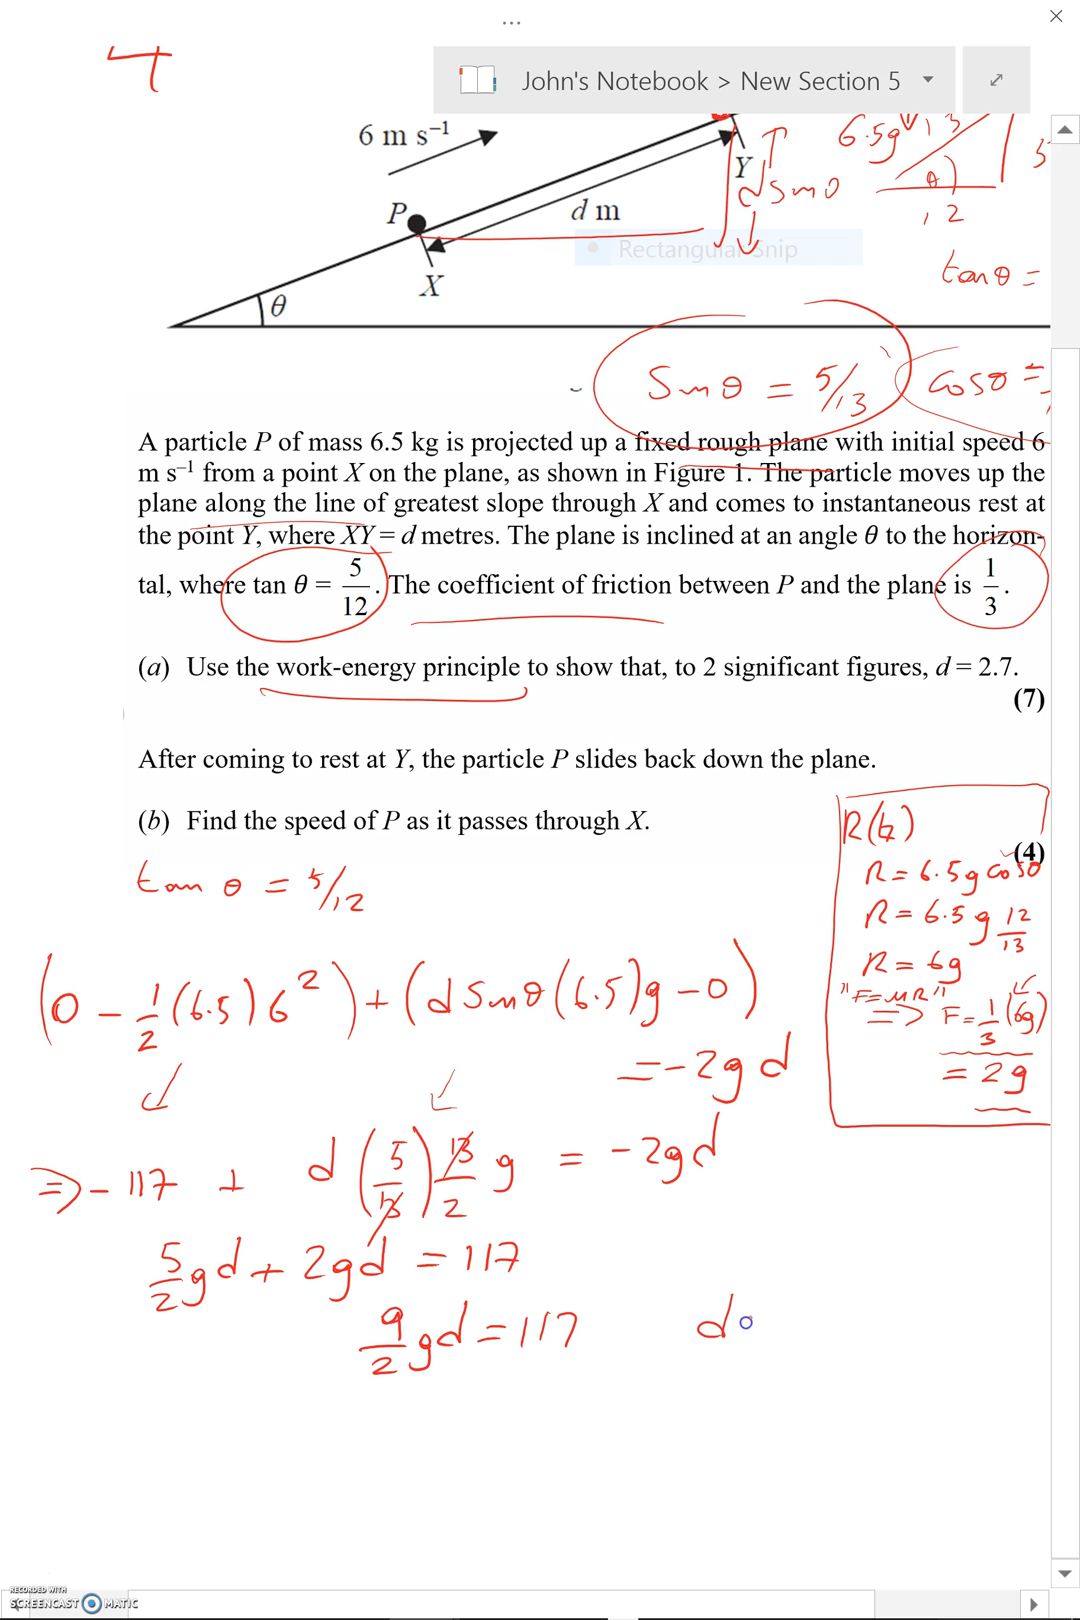 4
John's Notebook > New Section 5
6 m s⁻¹
6.5g
13
5
θ
12
Y
d sin θ
P
d m
Rectangular Snip
X
θ
tan θ =
Sin θ = 5/13
Cos θ =
A particle P of mass 6.5 kg is projected up a fixed rough plane with initial speed 6
m s⁻¹ from a point X on the plane, as shown in Figure 1. The particle moves up the
plane along the line of greatest slope through X and comes to instantaneous rest at
the point Y, where XY = d metres. The plane is inclined at an angle θ to the horizon-
tal, where tan θ = 5/12. The coefficient of friction between P and the plane is 1/3.
(a) Use the work-energy principle to show that, to 2 significant figures, d = 2.7.
(7)
After coming to rest at Y, the particle P slides back down the plane.
(b) Find the speed of P as it passes through X.
(4)
tan θ = 5/12
R = 6.5g cos θ
R = 6.5g 12/13
R = 6g
"F=μR"
⇒ F = 1/3 (6g)
= 2g
(0 - 1/2 (6.5) 6²) + (d sin θ (6.5)g - 0)
= -2gd
⇒ -117 + d (5/13) 13/2 g = -2gd
5/2 gd + 2gd = 117
9/2 gd = 117
d
RECORDED WITH
SCREENCAST MATIC